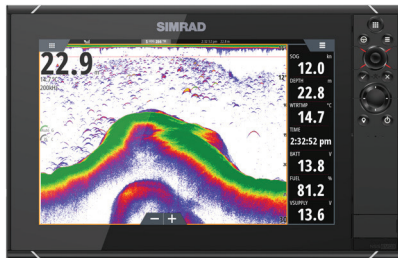 SIMRAD
22.9
200kHz
12
SOG kn
12.0
DEPTH m
22.8
WTRTMP °C
14.7
TIME
2:32:52 pm
BATT V
13.8
FUEL %
81.2
VSUPPLY V
13.6